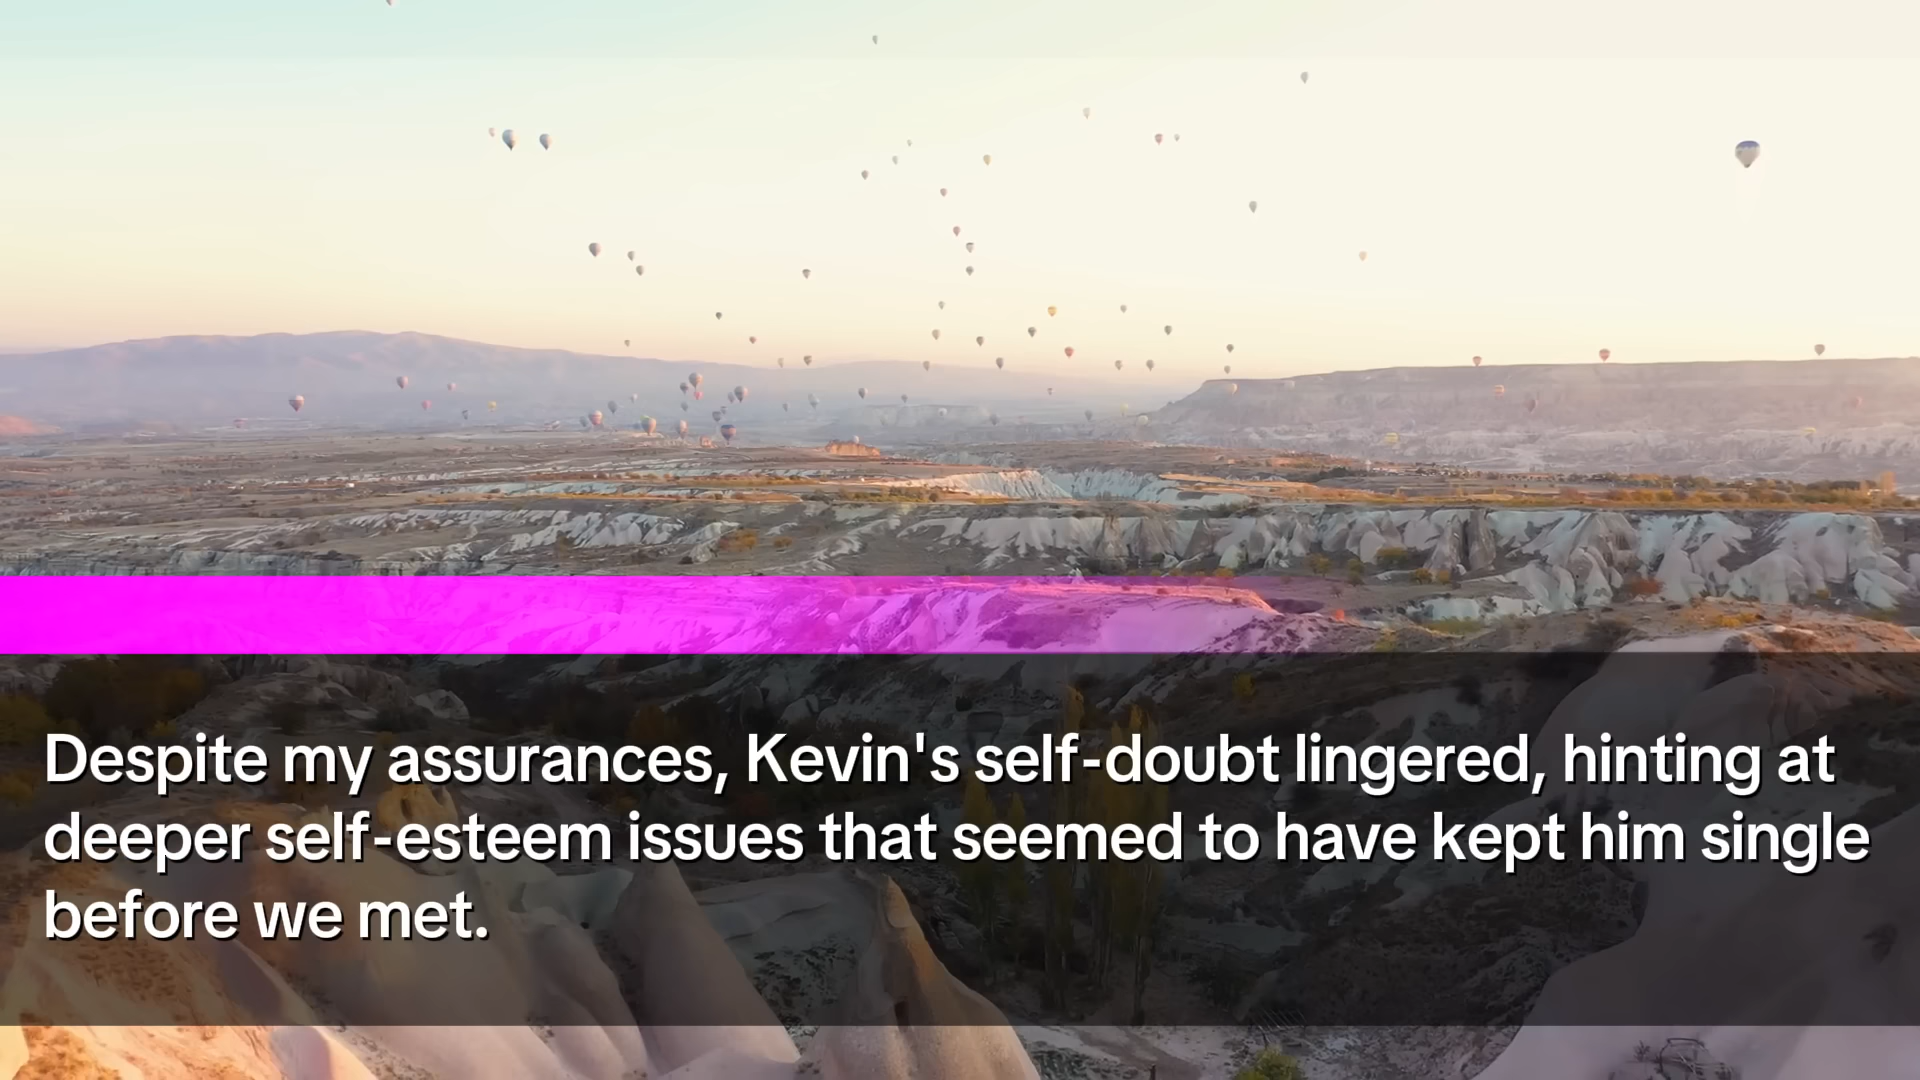 Despite my assurances, Kevin's self-doubt lingered, hinting at
deeper self-esteem issues that seemed to have kept him single
before we met.